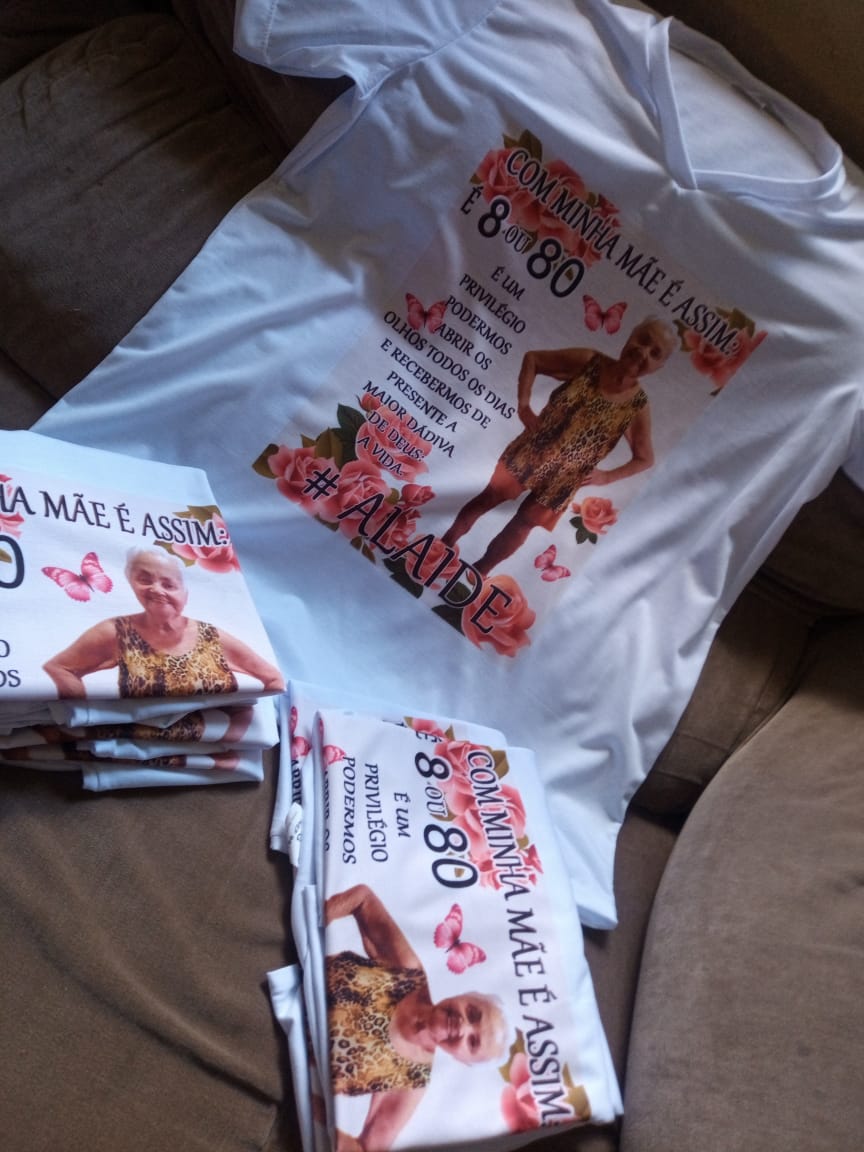 COM MINHA MÃE É ASSIM:
É 8 OU 80
É UM
PRIVILÉGIO
PODERMOS
ABRIR OS
OLHOS TODOS OS DIAS
E RECEBERMOS DE
PRESENTE A
MAIOR DÁDIVA
DE DEUS:
A VIDA.
# ALAIDE
MÃE É ASSIM:
COM MINHA MÃE É ASSIM:
8 OU 80
É UM
PRIVILÉGIO
PODERMOS